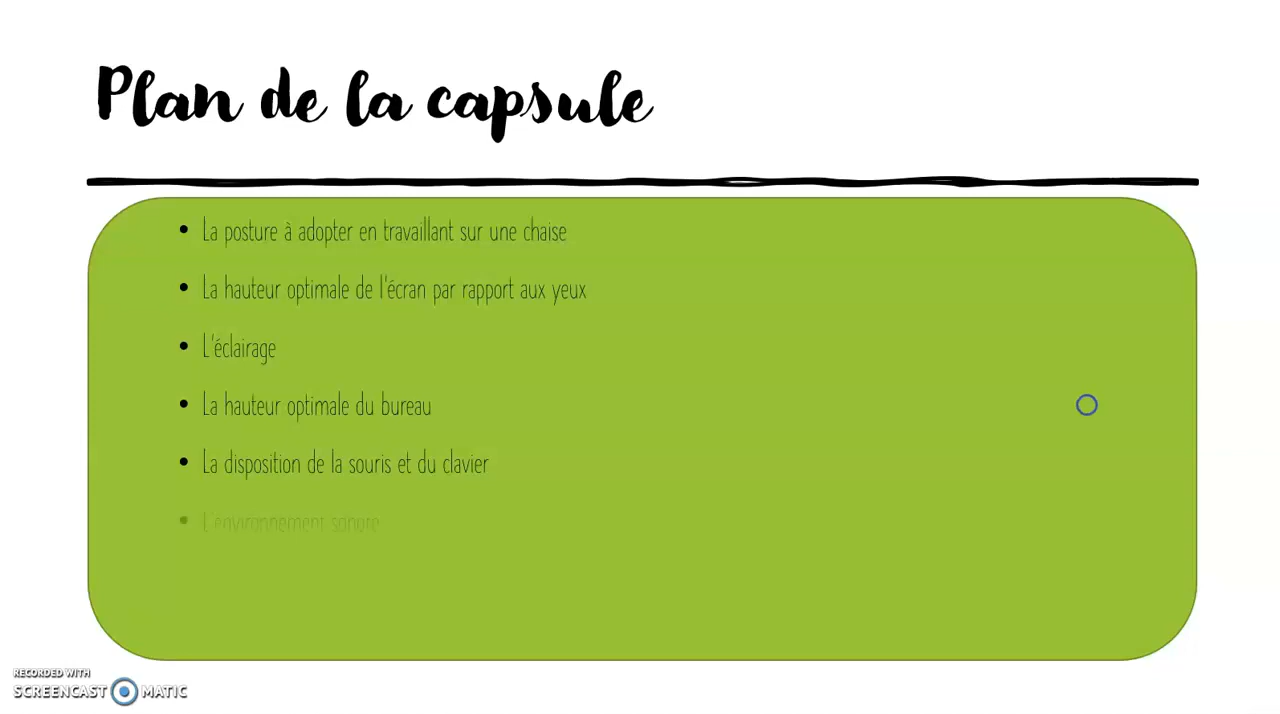 Plan de la capsule
• La posture à adopter en travaillant sur une chaise
• La hauteur optimale de l'écran par rapport aux yeux
• L'éclairage
• La hauteur optimale du bureau
• La disposition de la souris et du clavier
• L'environnement sonore
RECORDED WITH
SCREENCAST MATIC